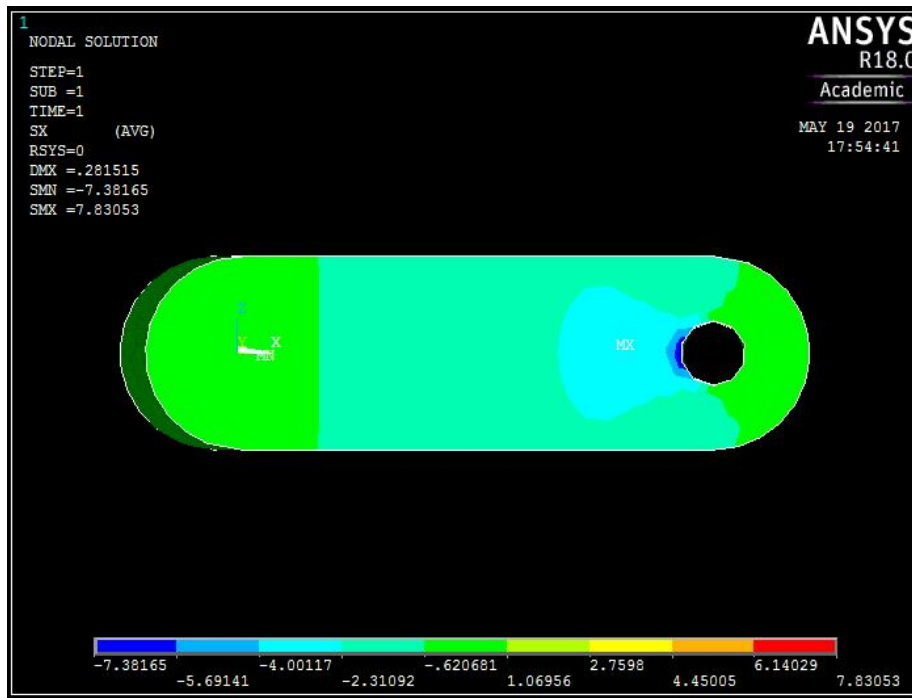 1
NODAL SOLUTION
STEP=1
SUB =1
TIME=1
SX (AVG)
RSYS=0
DMX =.281515
SMN =-7.38165
SMX =7.83053
ANSYS
R18.0
Academic
MAY 19 2017
17:54:41
Z
Y X
MN
MX
-7.38165 -4.00117 -.620681 2.7598 6.14029
-5.69141 -2.31092 1.06956 4.45005 7.83053